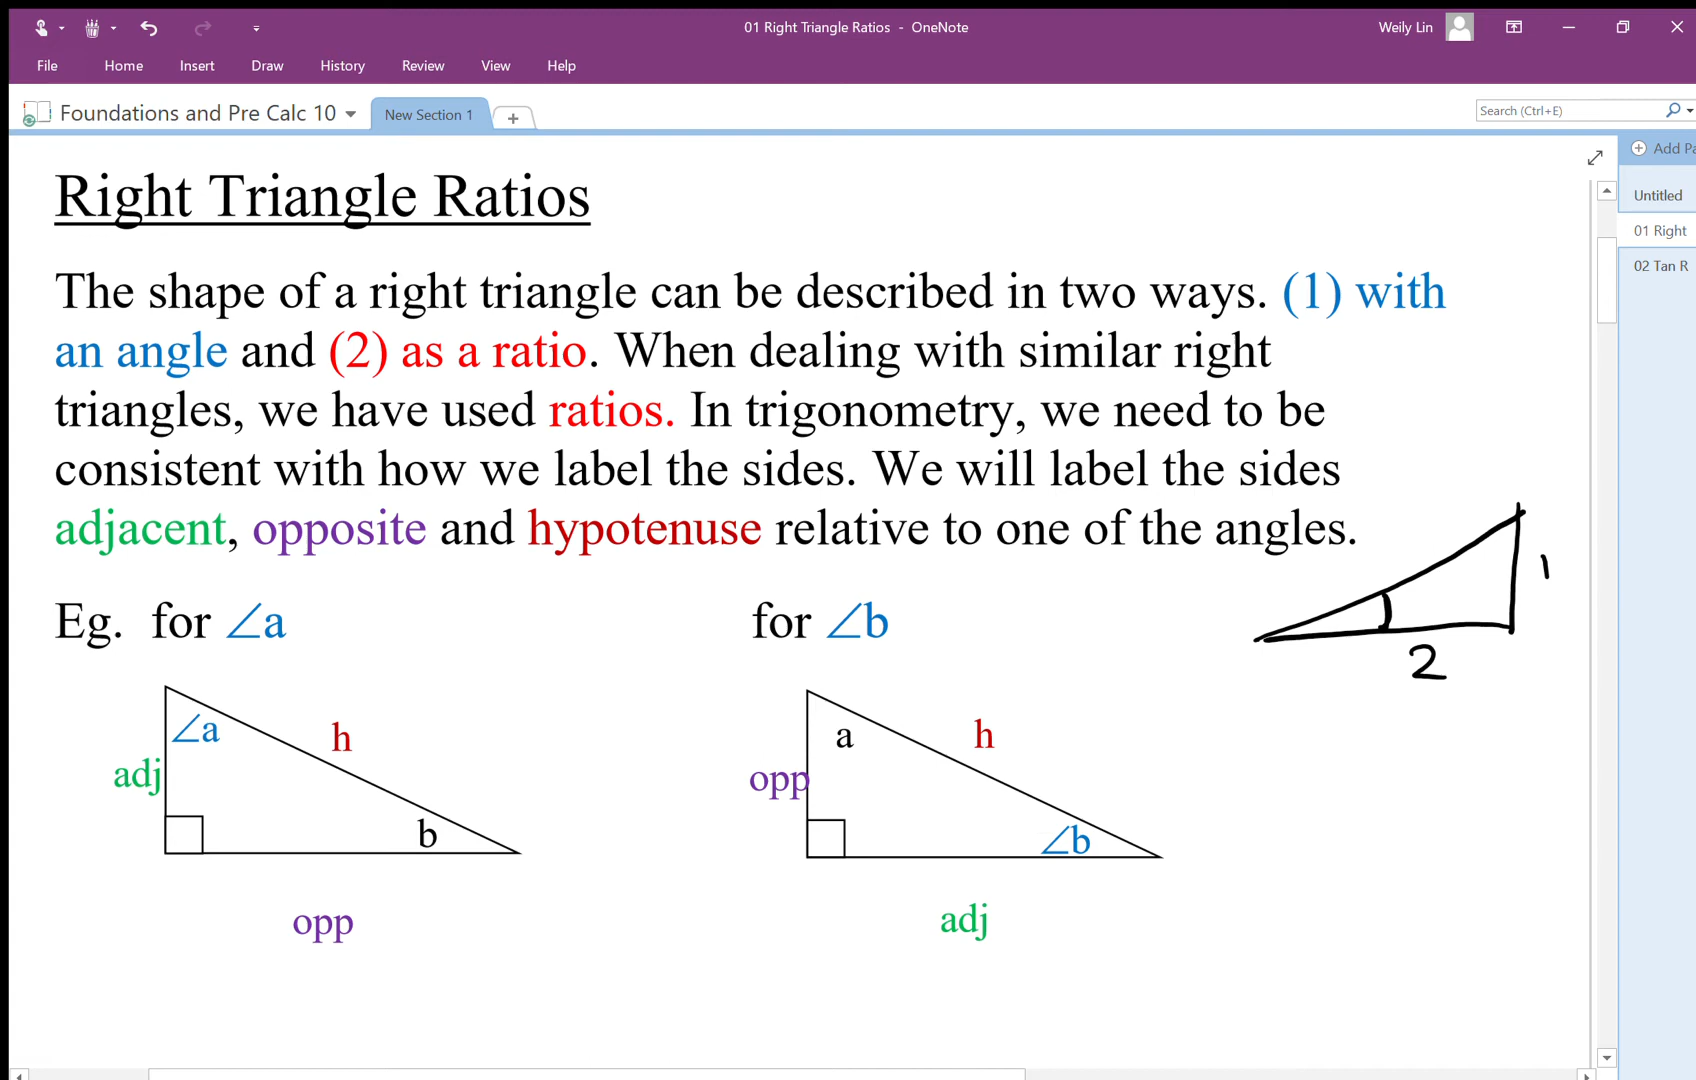 01 Right Triangle Ratios - OneNote
Weily Lin
File Home Insert Draw History Review View Help
Foundations and Pre Calc 10
New Section 1
+
Search (Ctrl+E)
Add Pa
Untitled
01 Right
02 Tan R
Right Triangle Ratios
The shape of a right triangle can be described in two ways. (1) with
an angle and (2) as a ratio. When dealing with similar right
triangles, we have used ratios. In trigonometry, we need to be
consistent with how we label the sides. We will label the sides
adjacent, opposite and hypotenuse relative to one of the angles.
1
2
Eg. for ∠a
for ∠b
∠a
h
adj
b
opp
a
h
opp
∠b
adj